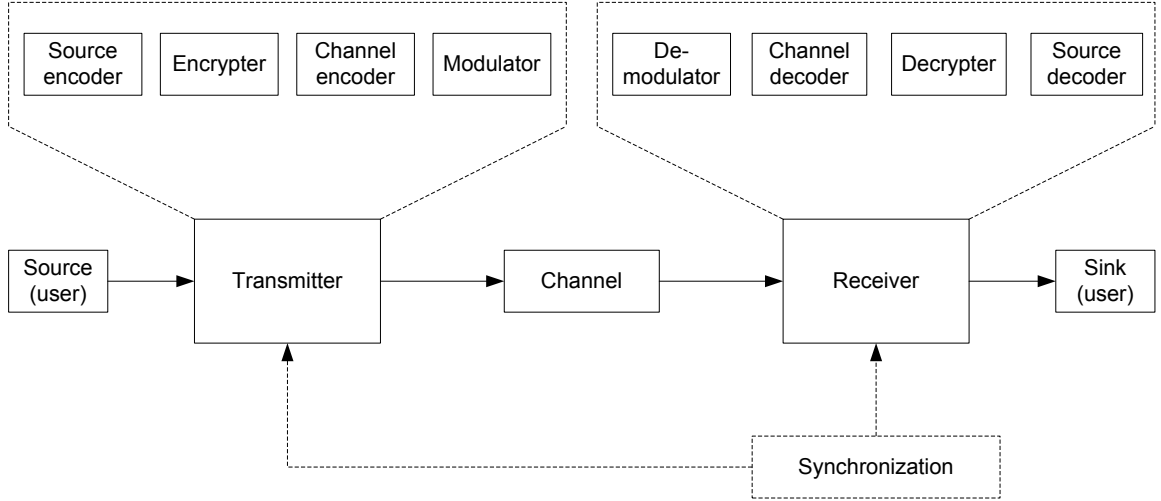 Source
encoder
Encrypter
Channel
encoder
Modulator
De-
modulator
Channel
decoder
Decrypter
Source
decoder
Source
(user)
Transmitter
Channel
Receiver
Sink
(user)
Synchronization